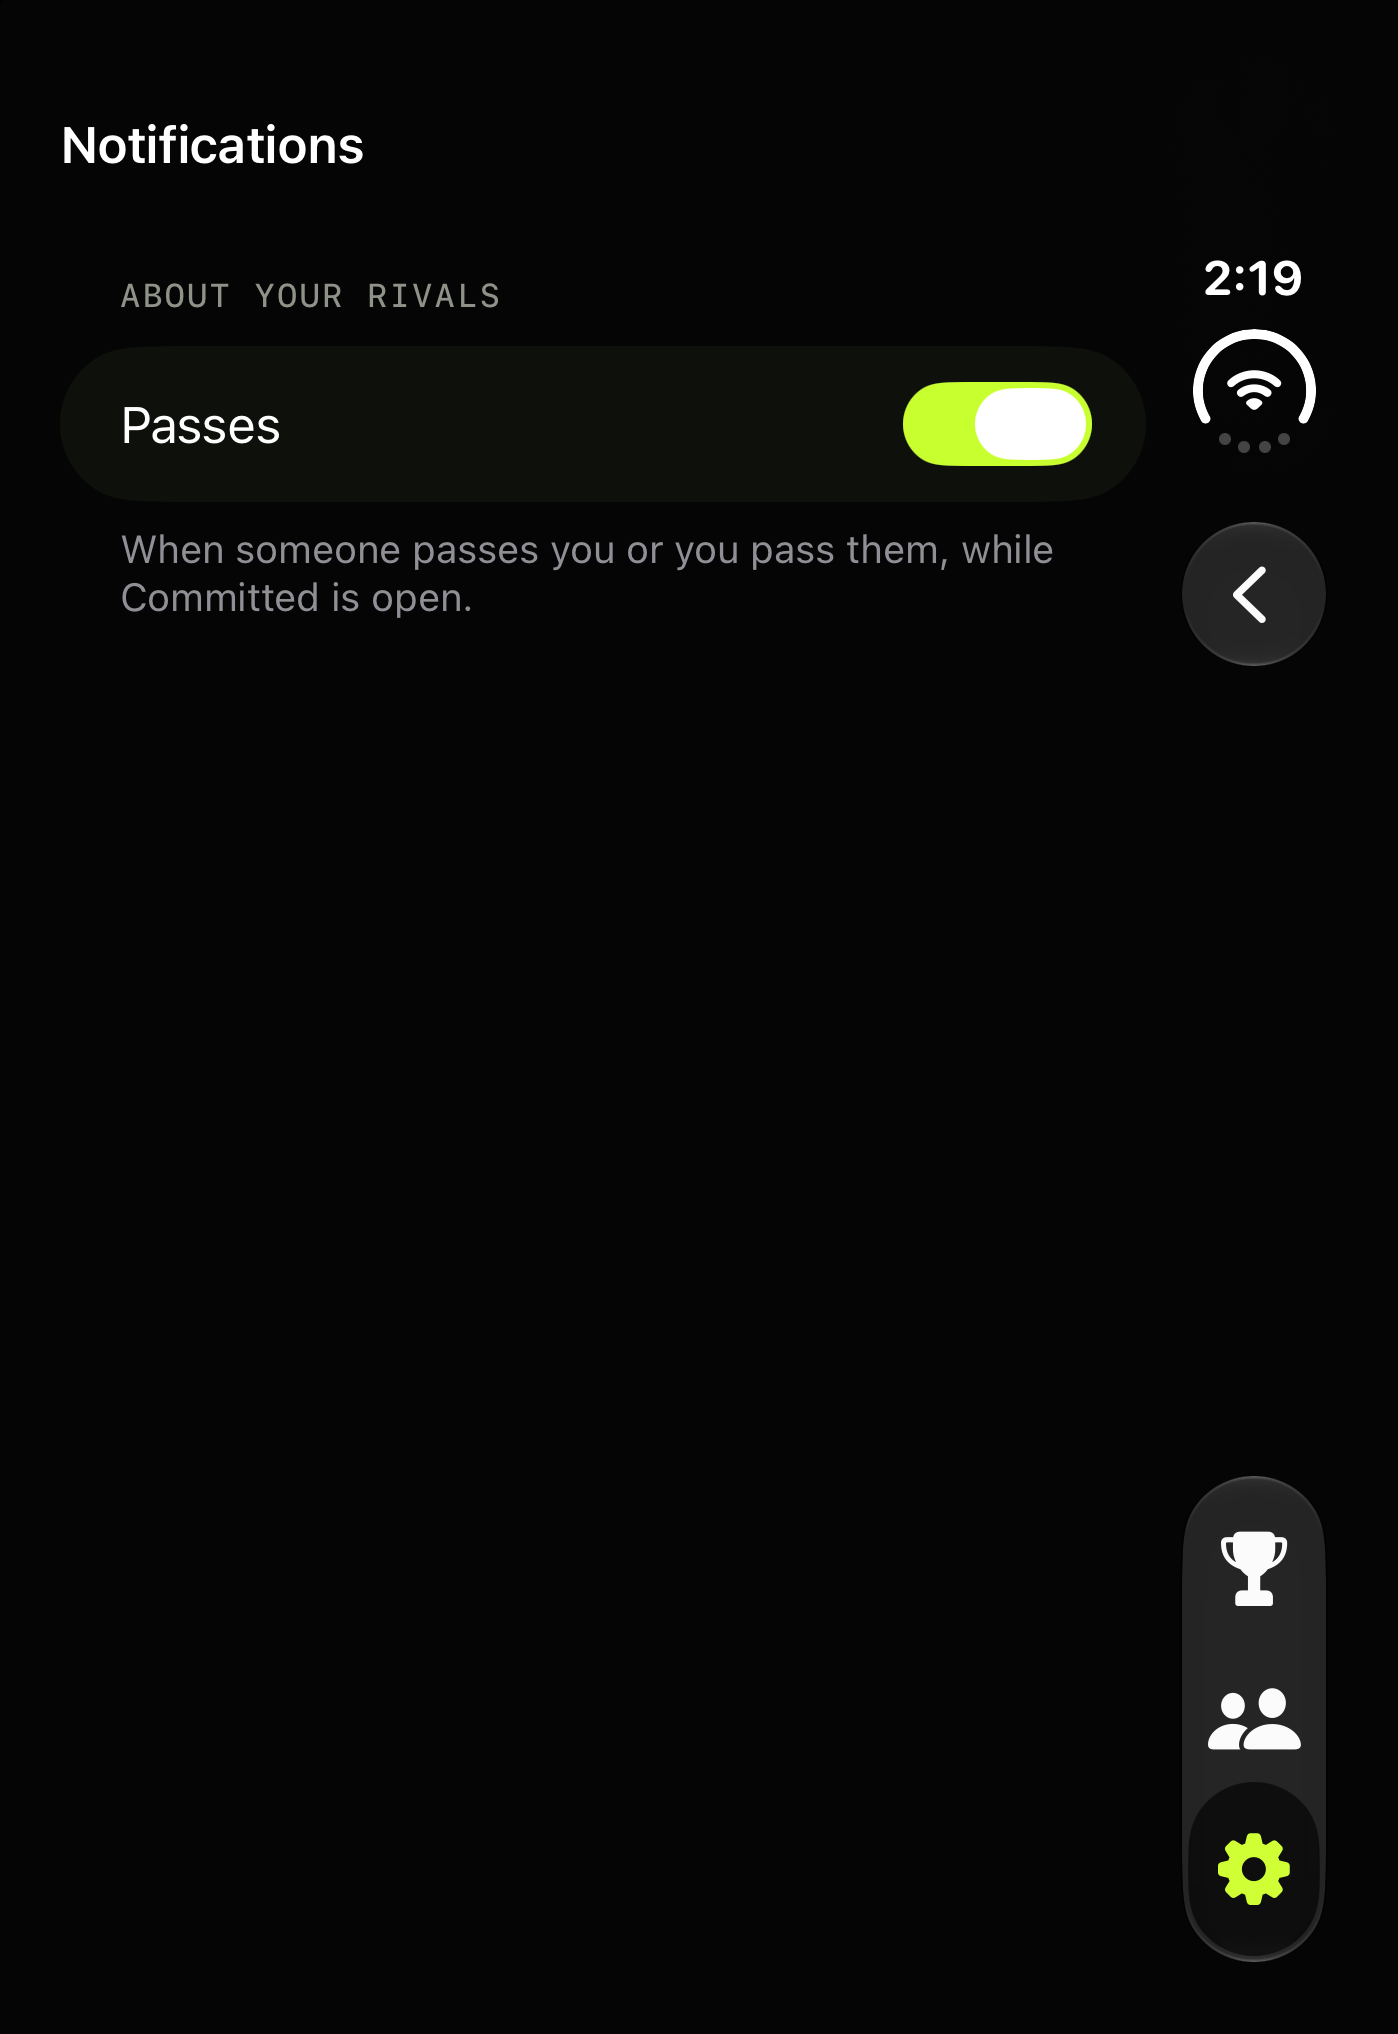 Notifications
ABOUT YOUR RIVALS
2:19
Passes
When someone passes you or you pass them, while
Committed is open.